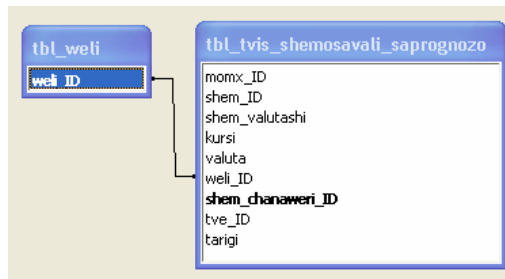 tbl_weli
weli_ID
tbl_tvis_shemosavali_saprognozo
momx_ID
shem_ID
shem_valutashi
kursi
valuta
weli_ID
shem_chanaweri_ID
tve_ID
tarigi